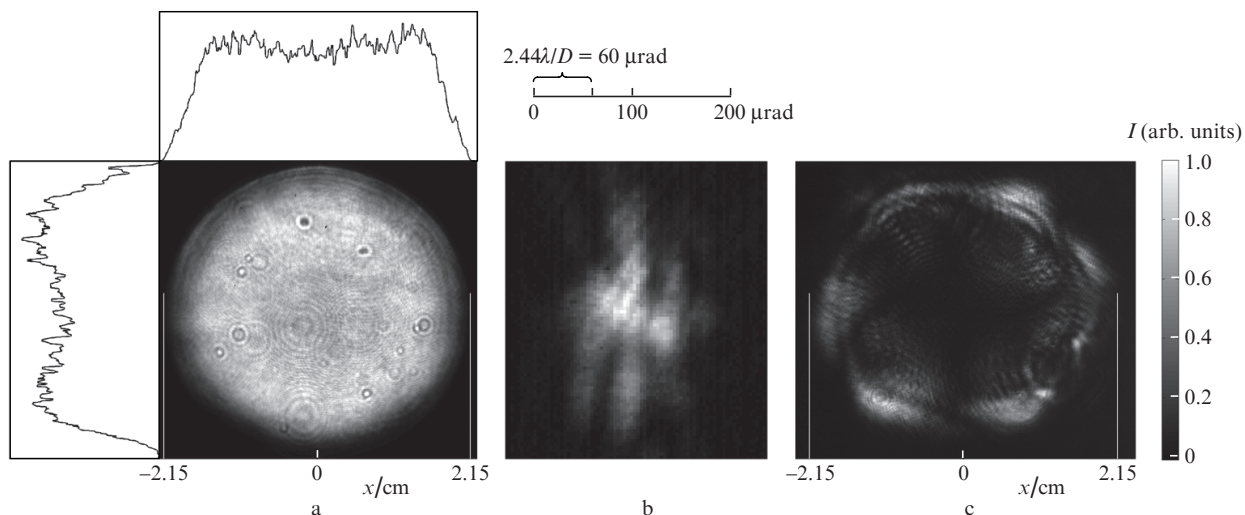 2.44λ/D = 60 μrad
0 100 200 μrad
I (arb. units)
1.0
0.8
0.6
0.4
0.2
0
−2.15 0 2.15
x/cm
a
b
−2.15 0 2.15
x/cm
c